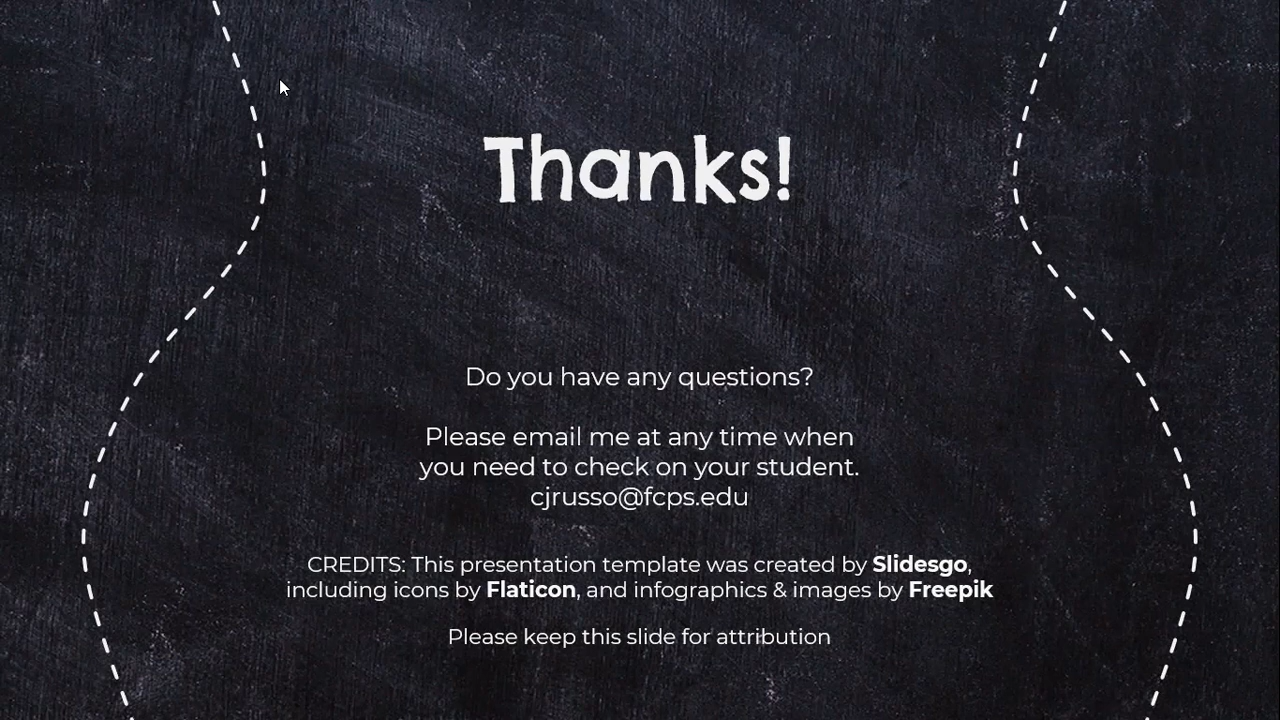 Thanks!
Do you have any questions?
Please email me at any time when
you need to check on your student.
cjrusso@fcps.edu
CREDITS: This presentation template was created by Slidesgo,
including icons by Flaticon, and infographics & images by Freepik
Please keep this slide for attribution